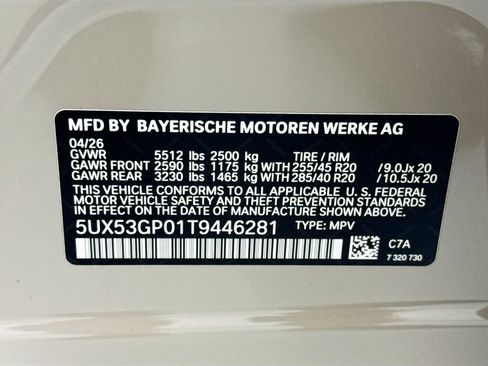 MFD BY BAYERISCHE MOTOREN WERKE AG
04/26
GVWR 5512 lbs 2500 kg TIRE / RIM
GAWR FRONT 2590 lbs 1175 kg WITH 255/45 R20 / 9.0Jx 20
GAWR REAR 3230 lbs 1465 kg WITH 285/40 R20 / 10.5Jx 20
THIS VEHICLE CONFORMS TO ALL APPLICABLE U. S. FEDERAL
MOTOR VEHICLE SAFETY AND THEFT PREVENTION STANDARDS
IN EFFECT ON THE DATE OF MANUFACTURE SHOWN ABOVE.
5UX53GP01T9446281 TYPE: MPV
C7A
7 320 730